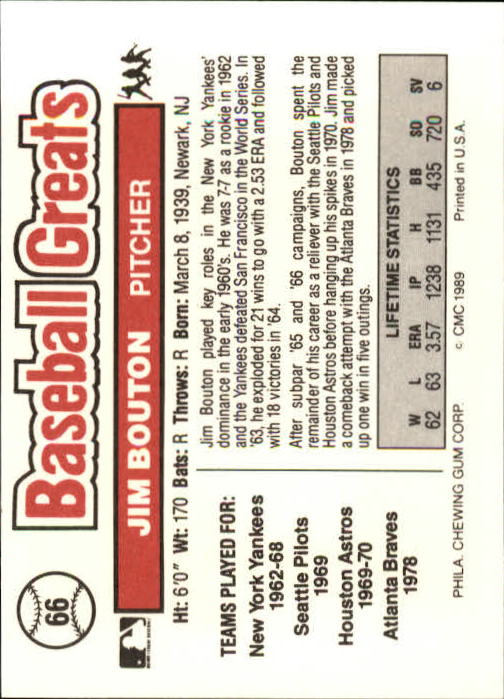 66
Baseball Greats
JIM BOUTON PITCHER
Ht: 6'0" Wt: 170 Bats: R Throws: R Born: March 8, 1939, Newark, NJ
TEAMS PLAYED FOR:
New York Yankees
1962-68
Seattle Pilots
1969
Houston Astros
1969-70
Atlanta Braves
1978
Jim Bouton played key roles in the New York Yankees'
dominance in the early 1960's. He was 7-7 as a rookie in 1962
and the Yankees defeated San Francisco in the World Series. In
'63, he exploded for 21 wins to go with a 2.53 ERA and followed
with 18 victories in '64.
After subpar '65 and '66 campaigns, Bouton spent the
remainder of his career as a reliever with the Seattle Pilots and
Houston Astros before hanging up his spikes in 1970. Jim made
a comeback attempt with the Atlanta Braves in 1978 and picked
up one win in five outings.
LIFETIME STATISTICS
W L ERA IP H BB SO SV
62 63 3.57 1238 1131 435 720 6
PHILA. CHEWING GUM CORP. © CMC 1989 Printed in U.S.A.